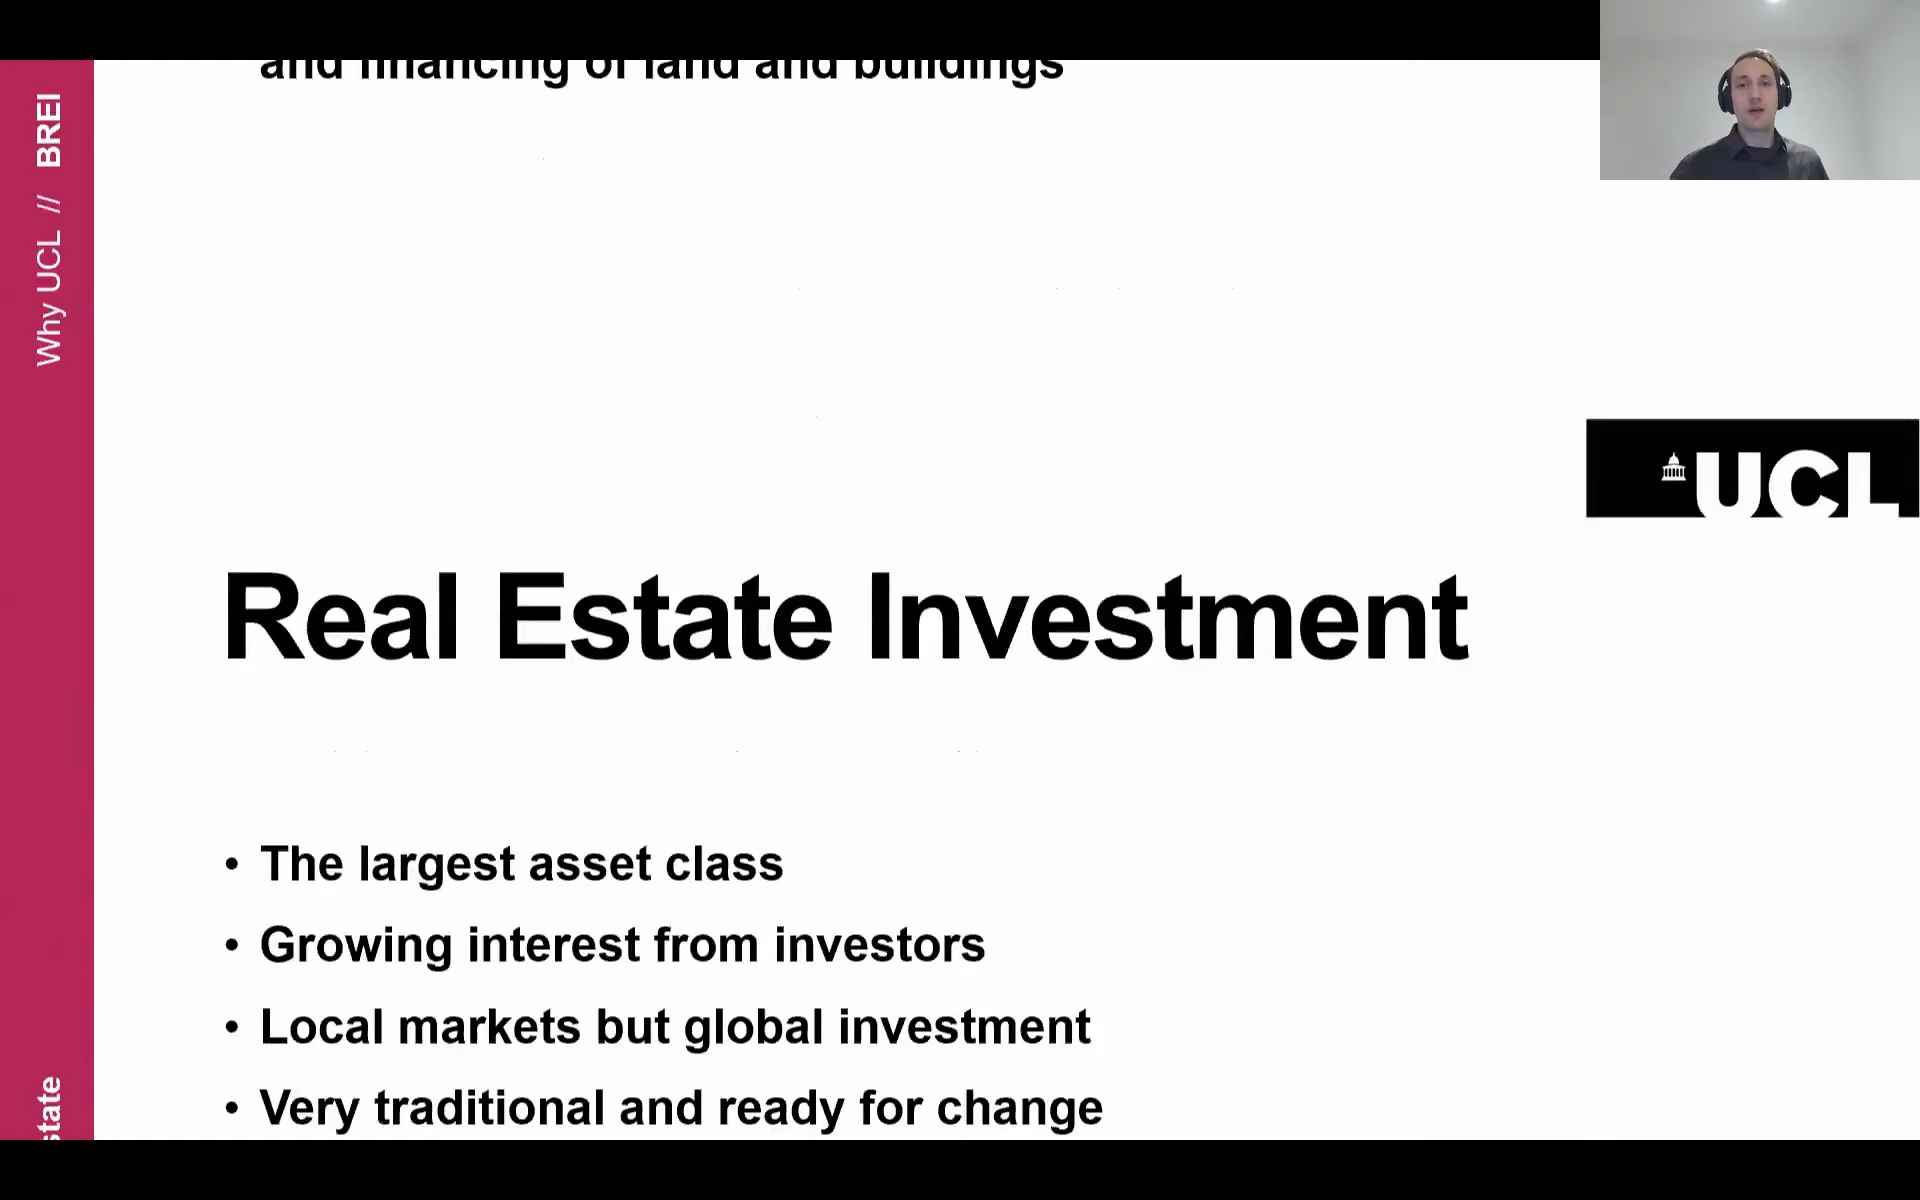 and financing of land and buildings
Why UCL // BREI
UCL
Real Estate Investment
• The largest asset class
• Growing interest from investors
• Local markets but global investment
• Very traditional and ready for change
state